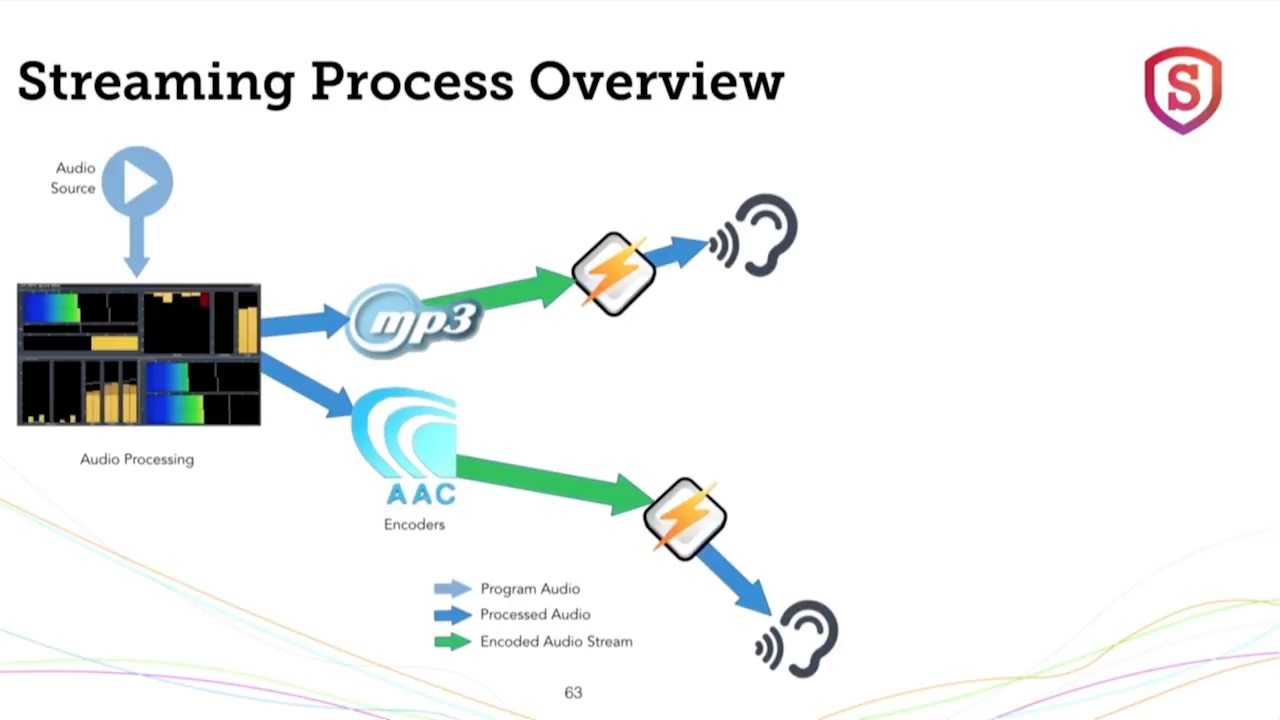 Streaming Process Overview
S
Audio
Source
mp3
Audio Processing
AAC
Encoders
Program Audio
Processed Audio
Encoded Audio Stream
63